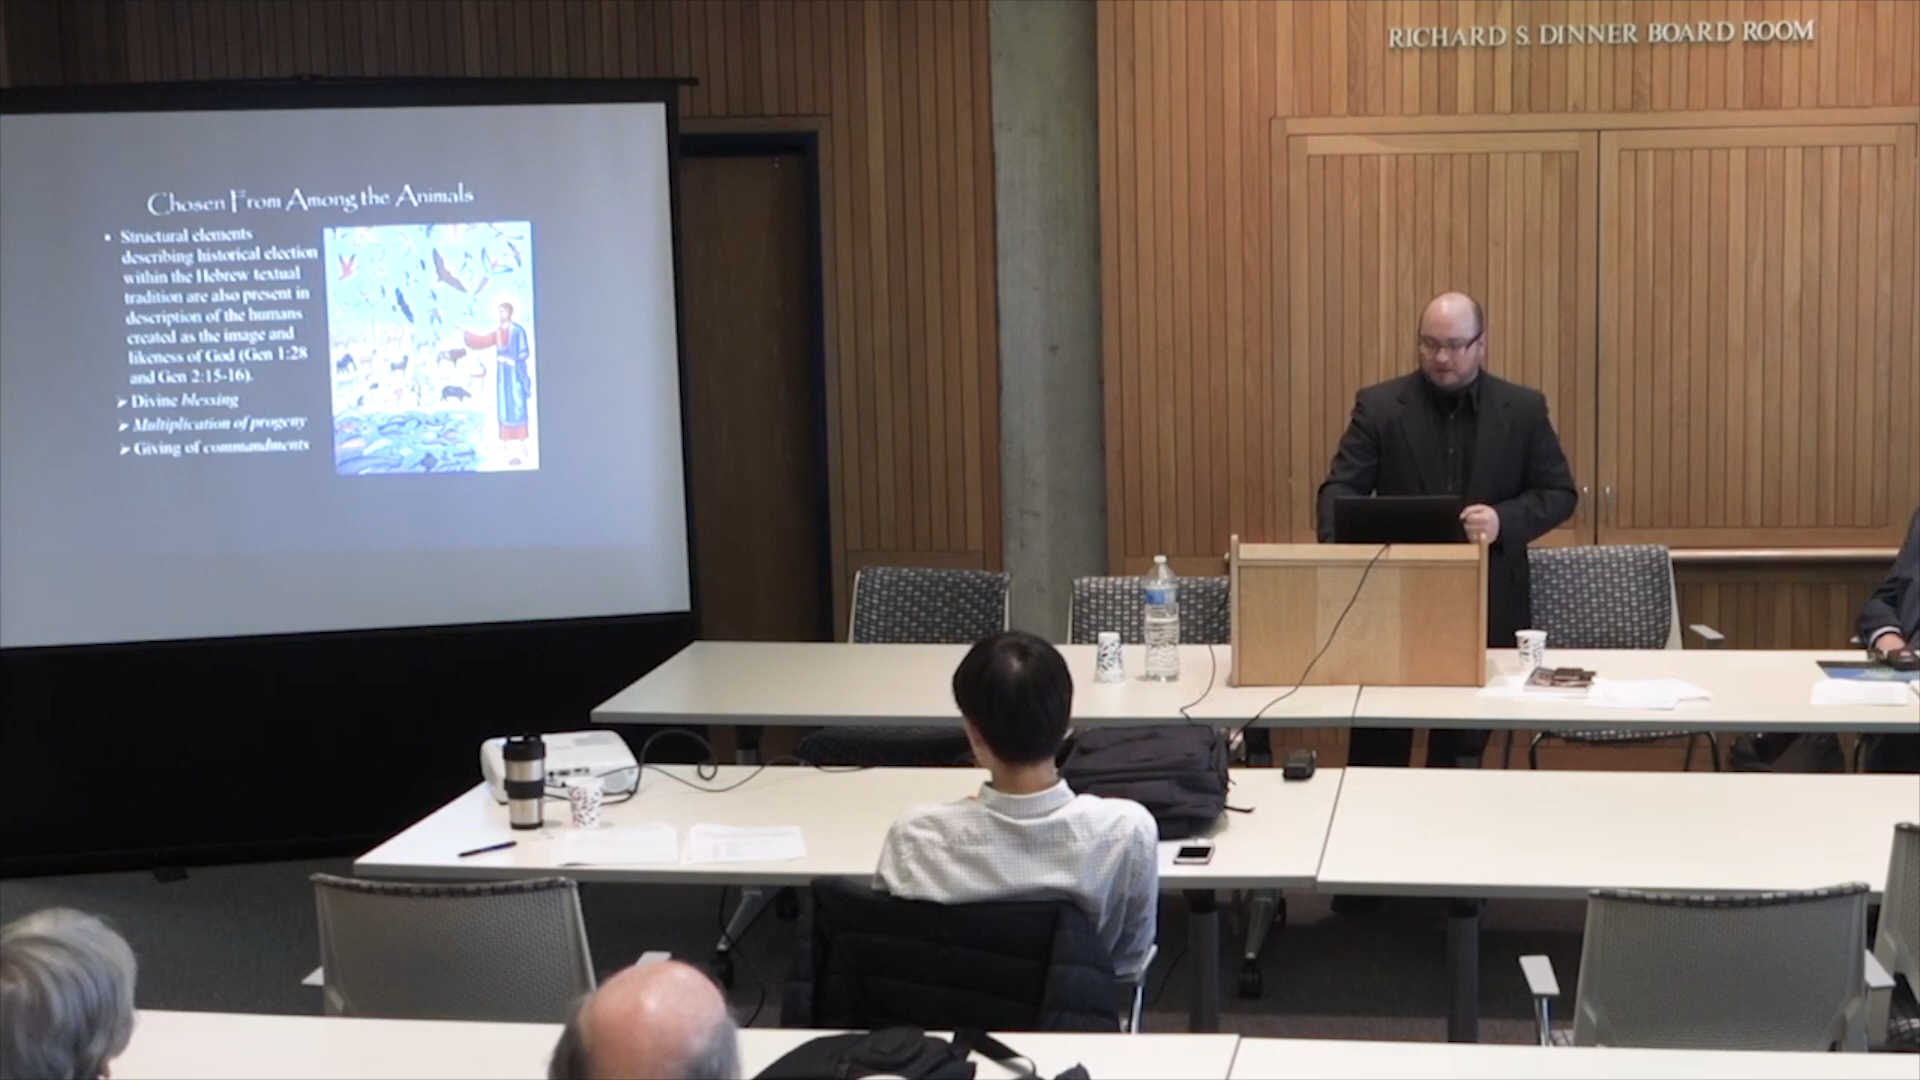 RICHARD S. DINNER BOARD ROOM
Chosen From Among the Animals
• Structural elements
describing historical election
within the Hebrew textual
tradition are also present in
description of the humans
created as the image and
likeness of God (Gen 1:28
and Gen 2:15-16).
➢ Divine blessing
➢ Multiplication of progeny
➢ Giving of commandments